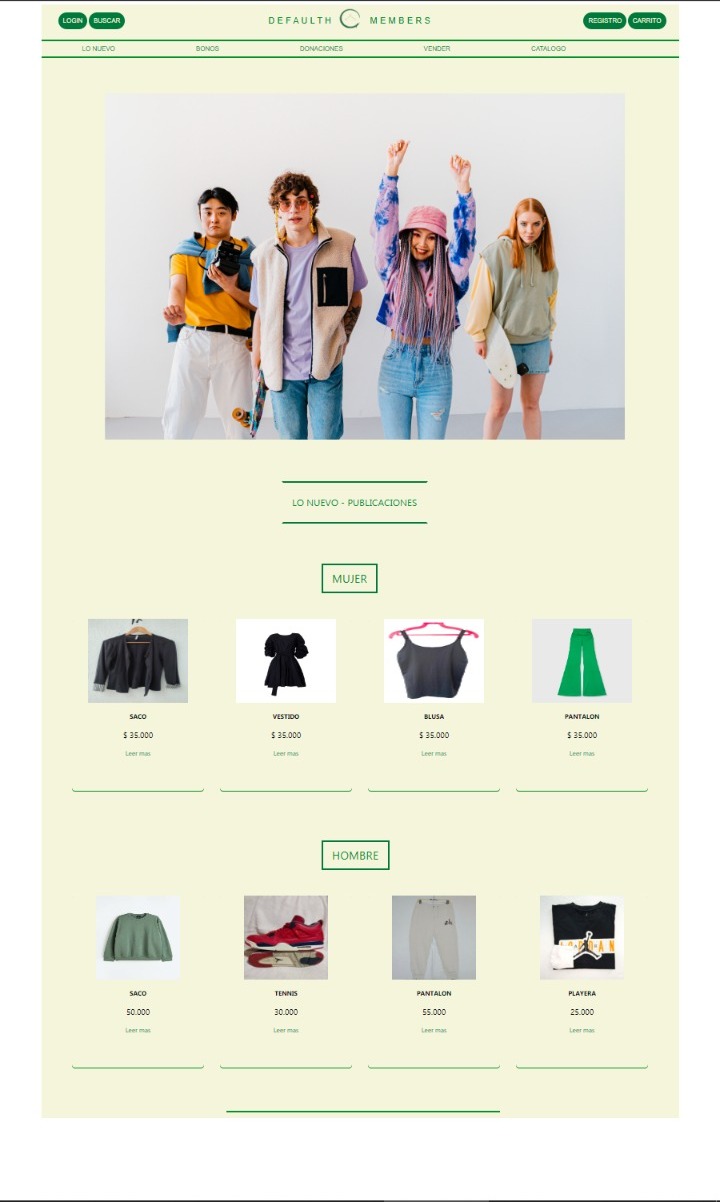 LOGIN BUSCAR DEFAULTH MEMBERS REGISTRO CARRITO
LO NUEVO BONOS DONACIONES VENDER CATALOGO
LO NUEVO - PUBLICACIONES
MUJER
SACO VESTIDO BLUSA PANTALON
$ 35.000 $ 35.000 $ 35.000 $ 35.000
Leer mas Leer mas Leer mas Leer mas
HOMBRE
SACO TENNIS PANTALON PLAYERA
50.000 30.000 55.000 25.000
Leer mas Leer mas Leer mas Leer mas